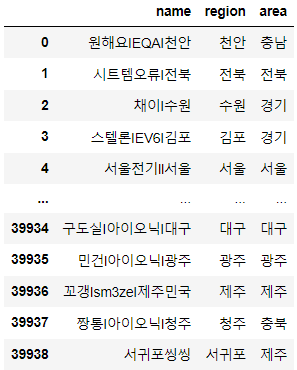 name region area
0 원해요IEQAI천안 천안 충남
1 시트템오류I전북 전북 전북
2 채이I수원 수원 경기
3 스텔론IEV6I김포 김포 경기
4 서울전기II서울 서울 서울
... ... ... ...
39934 구도실I아이오닉I대구 대구 대구
39935 민건I아이오닉I광주 광주 광주
39936 꼬갱Ism3zeI제주민국 제주 제주
39937 짱통I아이오닉I청주 청주 충북
39938 서귀포씽씽 서귀포 제주